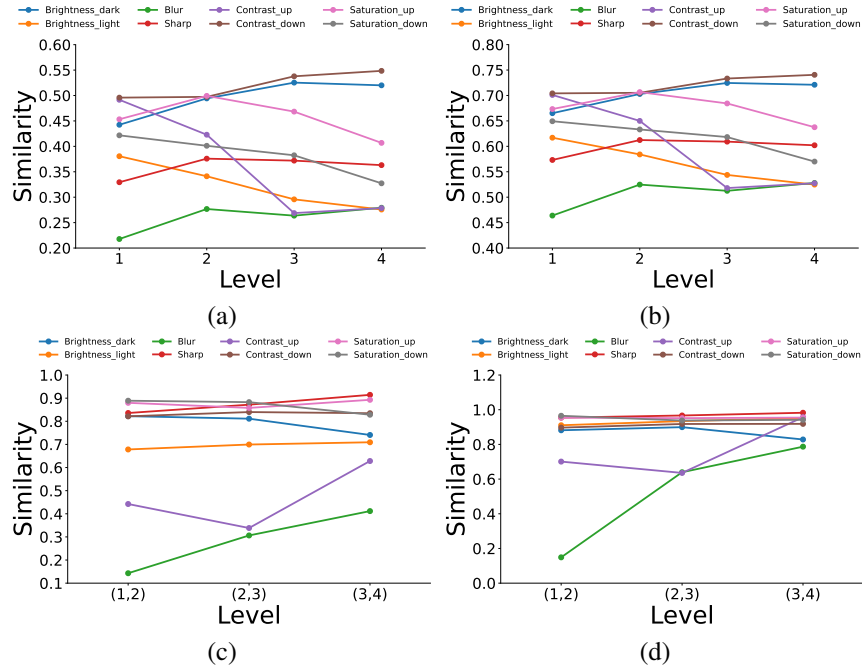 Brightness_dark Blur Contrast_up Saturation_up
Brightness_light Sharp Contrast_down Saturation_down
0.60
0.55
0.50
0.45
0.40
0.35
0.30
0.25
0.20
Similarity
1 2 3 4
Level
(a)
Brightness_dark Blur Contrast_up Saturation_up
Brightness_light Sharp Contrast_down Saturation_down
0.80
0.75
0.70
0.65
0.60
0.55
0.50
0.45
0.40
Similarity
1 2 3 4
Level
(b)
Brightness_dark Blur Contrast_up Saturation_up
Brightness_light Sharp Contrast_down Saturation_down
1.0
0.9
0.8
0.7
0.6
0.5
0.4
0.3
0.2
0.1
Similarity
(1,2) (2,3) (3,4)
Level
(c)
Brightness_dark Blur Contrast_up Saturation_up
Brightness_light Sharp Contrast_down Saturation_down
1.2
1.0
0.8
0.6
0.4
0.2
0.0
Similarity
(1,2) (2,3) (3,4)
Level
(d)